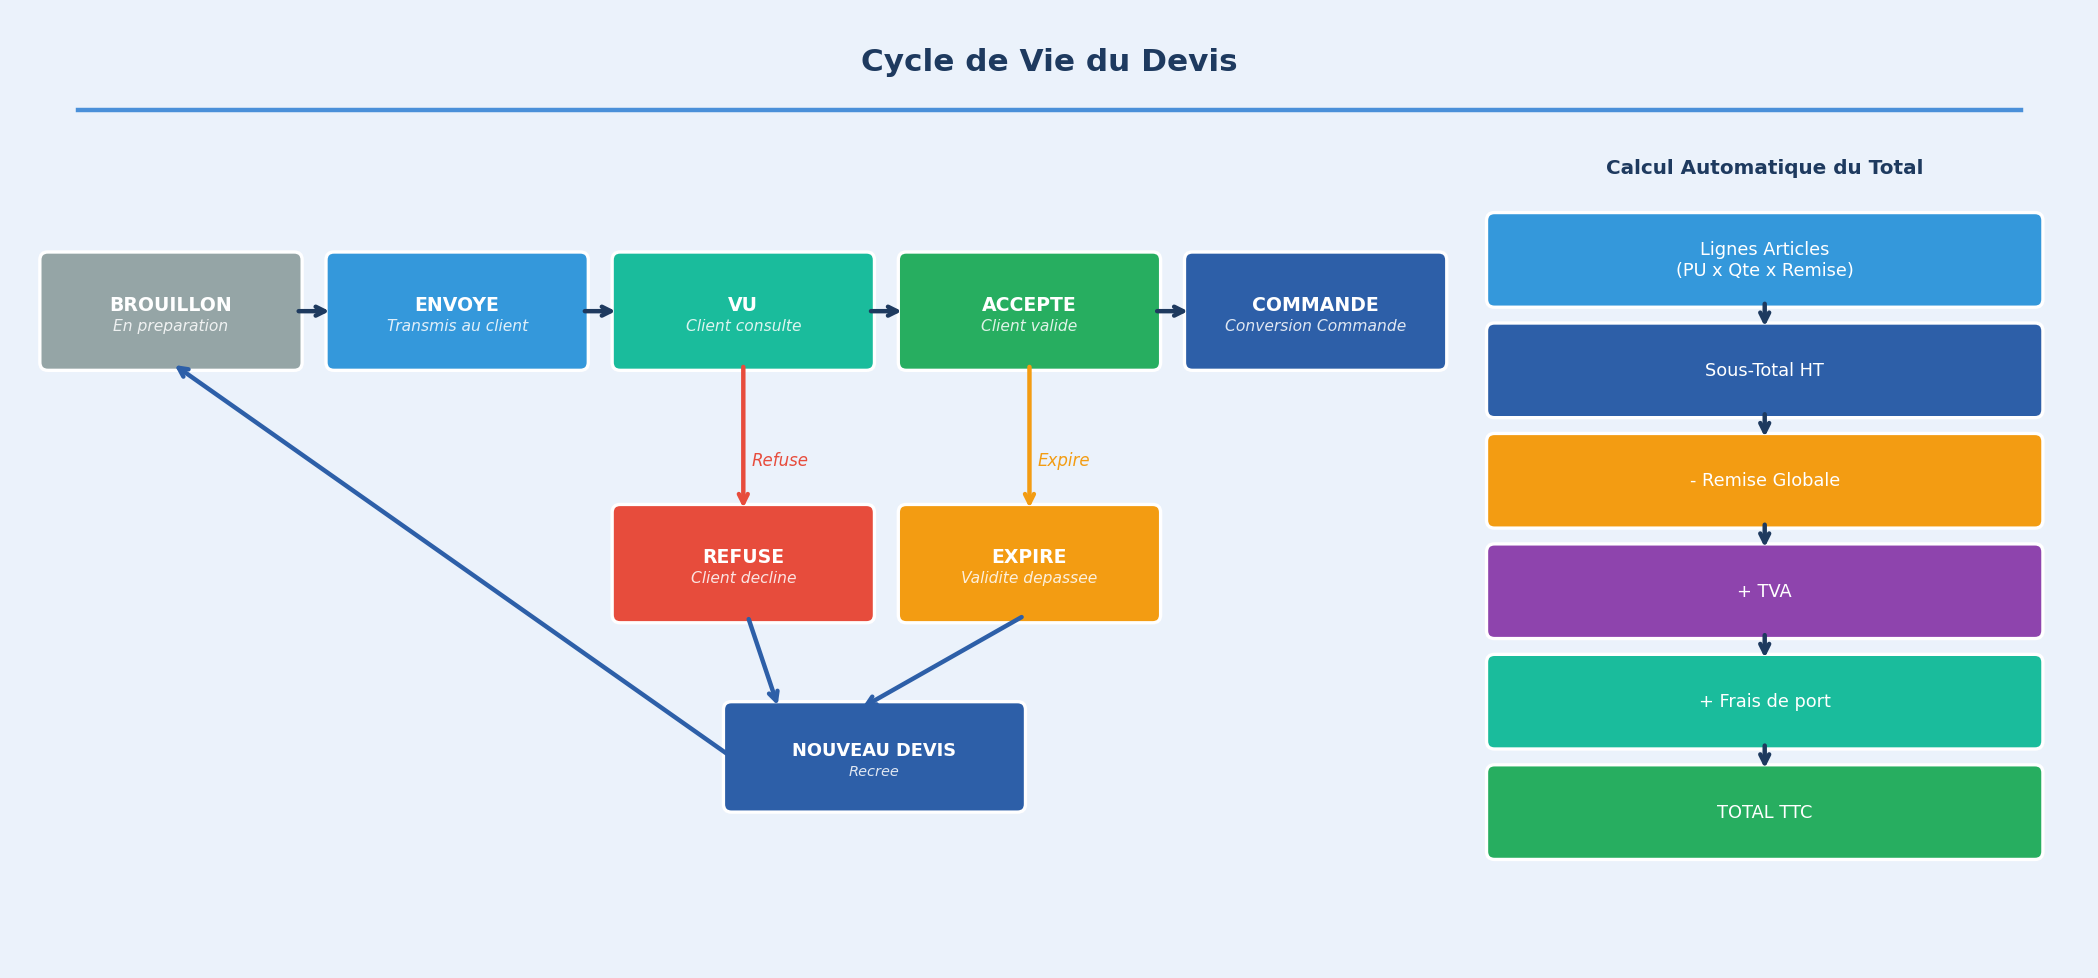 Cycle de Vie du Devis
BROUILLON
En preparation
ENVOYE
Transmis au client
VU
Client consulte
ACCEPTE
Client valide
COMMANDE
Conversion Commande
Refuse
Expire
REFUSE
Client decline
EXPIRE
Validite depassee
NOUVEAU DEVIS
Recree
Calcul Automatique du Total
Lignes Articles
(PU x Qte x Remise)
Sous-Total HT
- Remise Globale
+ TVA
+ Frais de port
TOTAL TTC